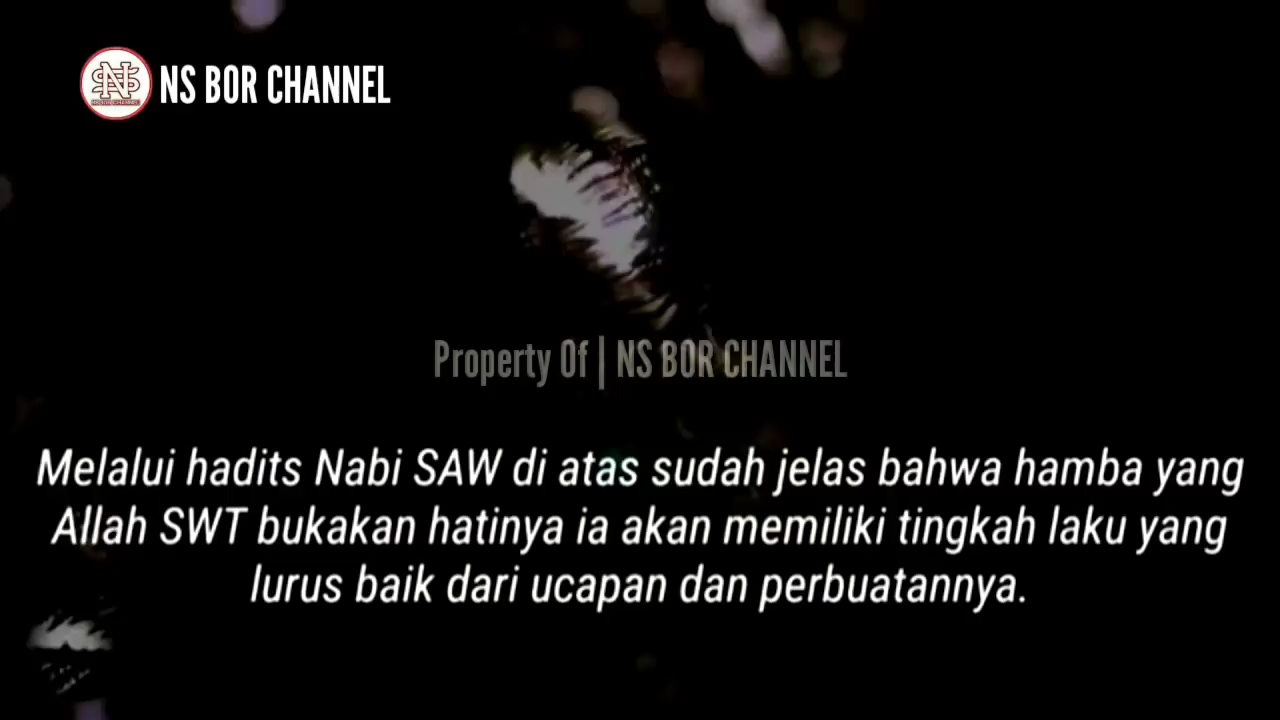 NS BOR CHANNEL
Property Of | NS BOR CHANNEL
Melalui hadits Nabi SAW di atas sudah jelas bahwa hamba yang
Allah SWT bukakan hatinya ia akan memiliki tingkah laku yang
lurus baik dari ucapan dan perbuatannya.